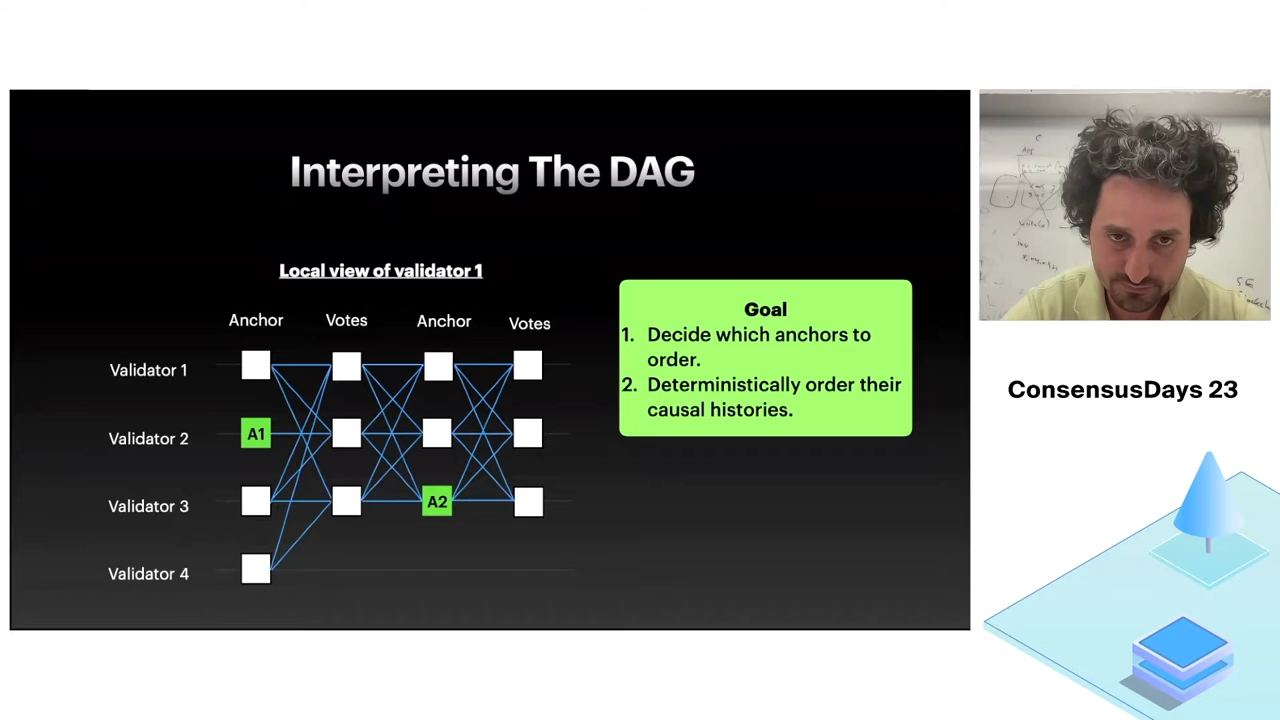 Interpreting The DAG
Local view of validator 1
Anchor Votes Anchor Votes
Validator 1
Validator 2
A1
Validator 3
A2
Validator 4
Goal
1. Decide which anchors to
order.
2. Deterministically order their
causal histories.
ConsensusDays 23